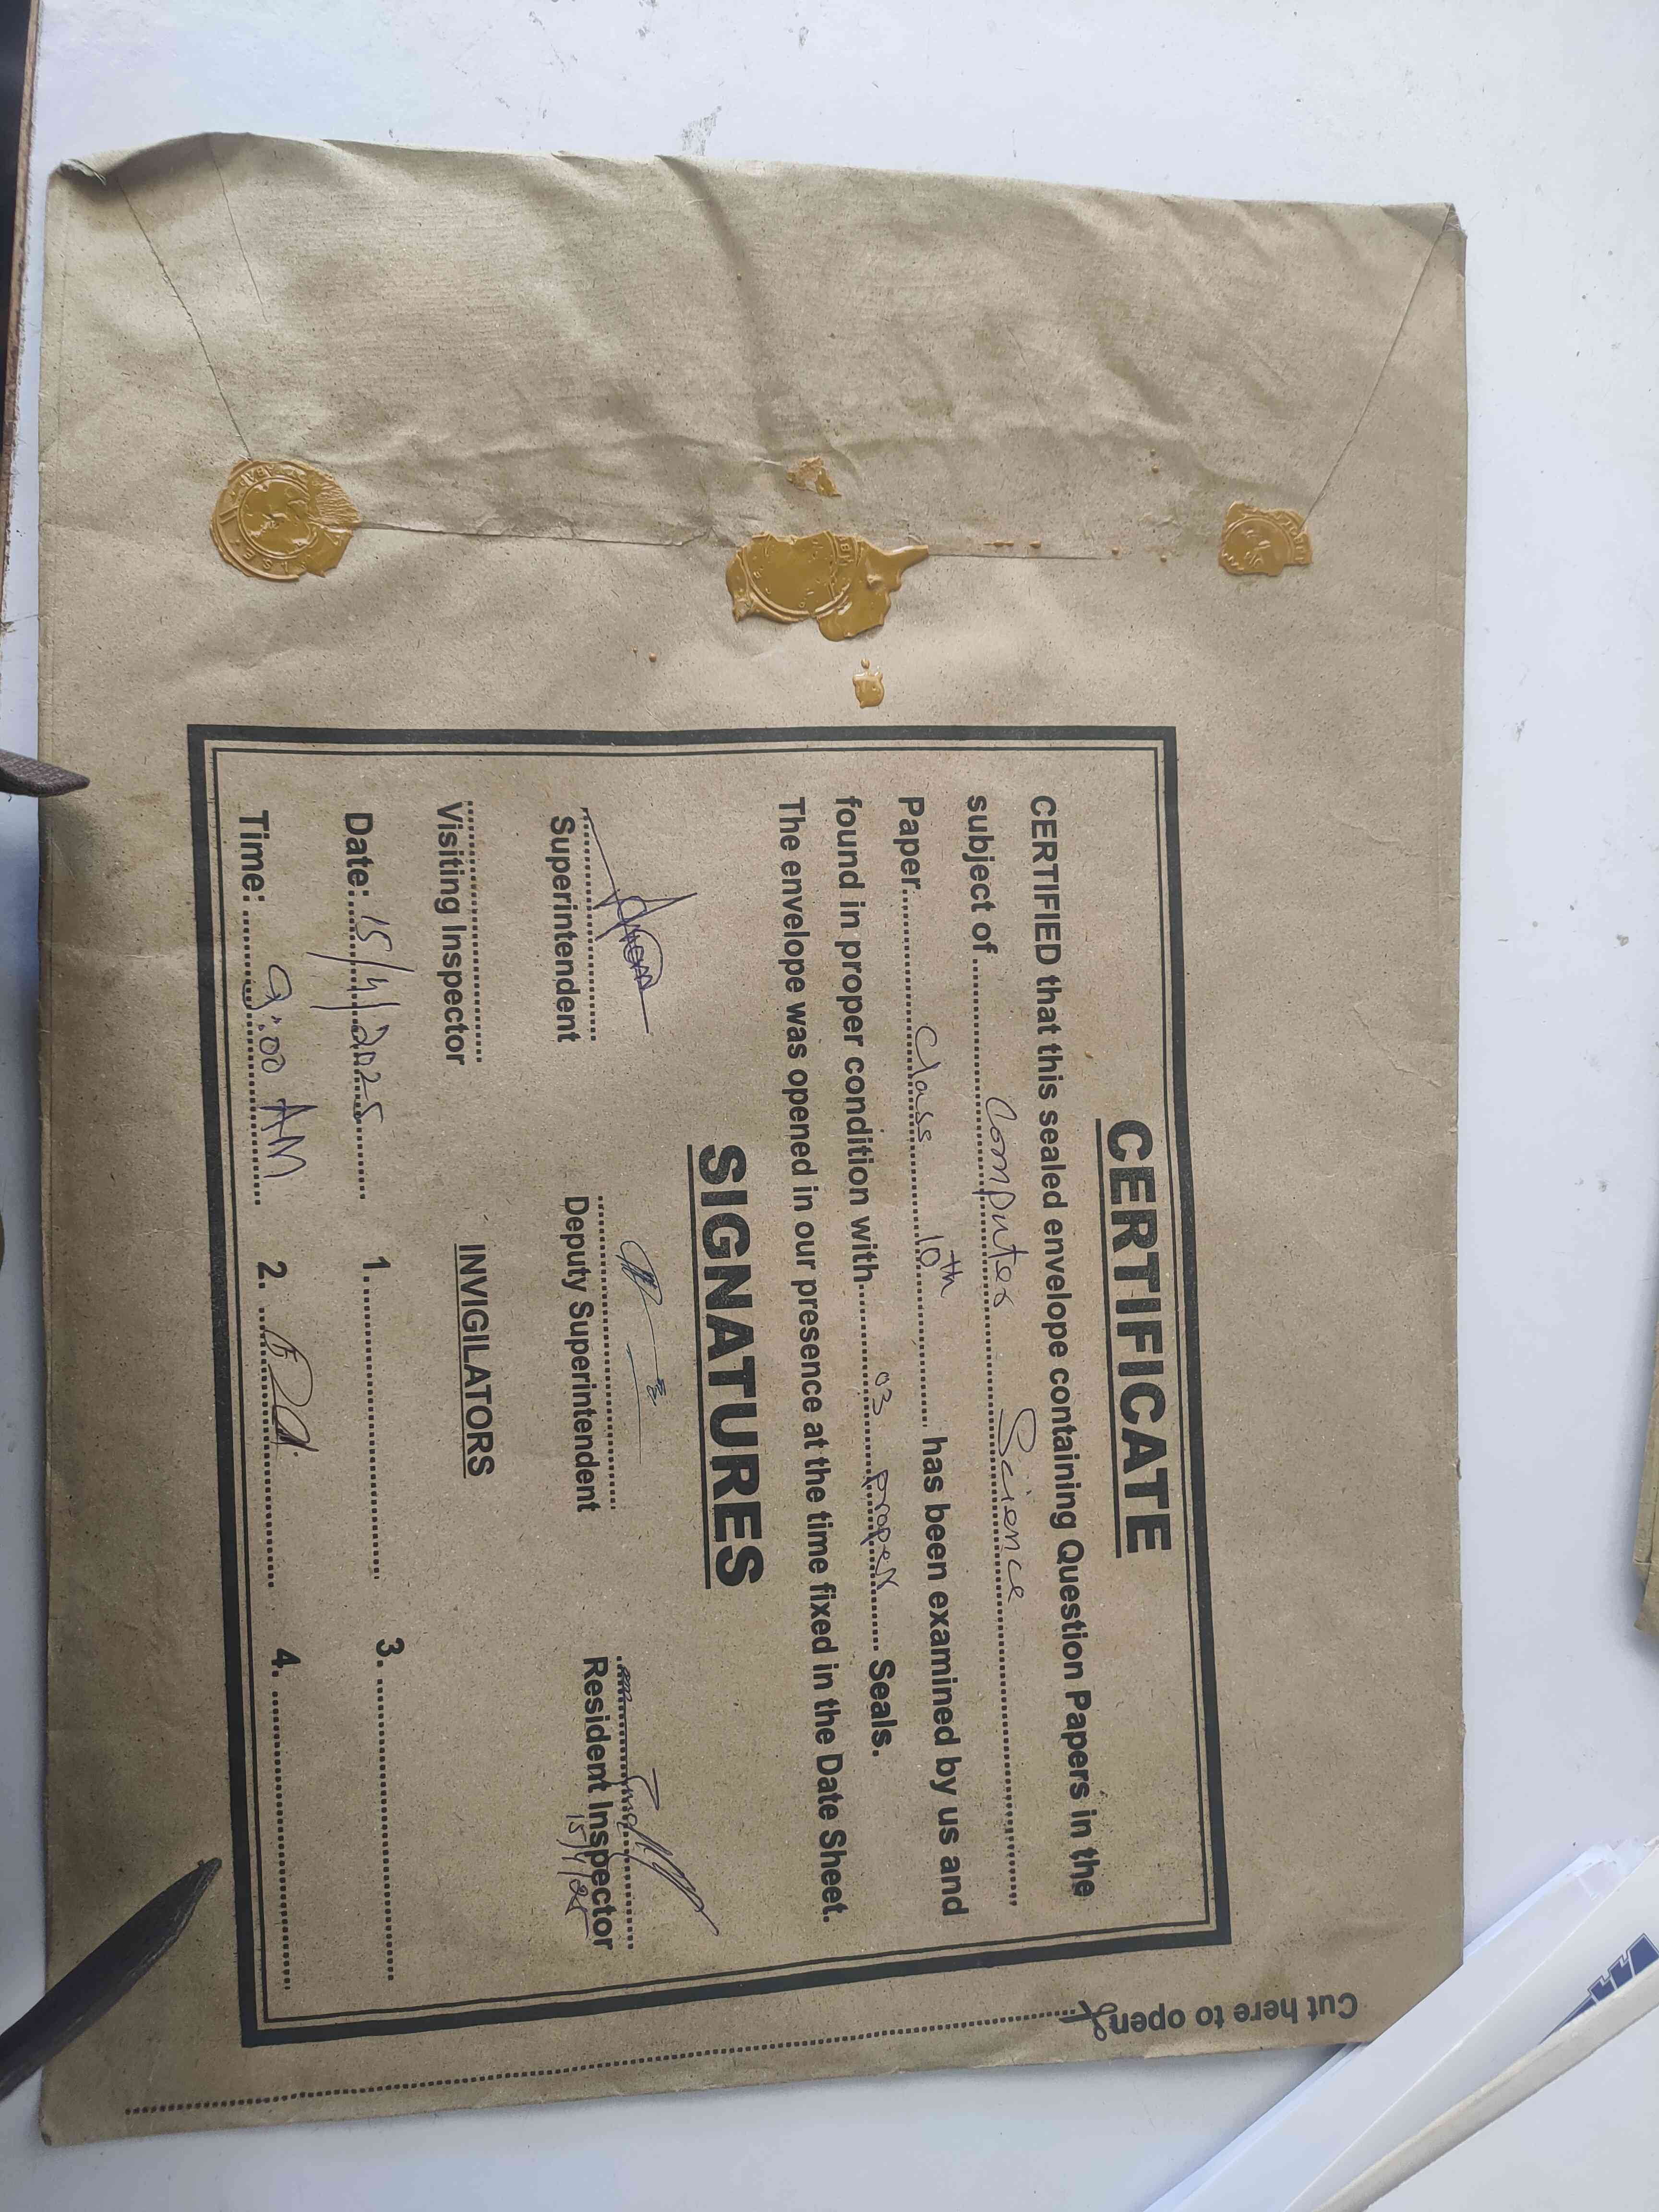 CERTIFICATE
CERTIFIED that this sealed envelope containing Question Papers in the
subject of.......Computer Science.......
Paper.......Class 10th....... has been examined by us and
found in proper condition with.......03 proper....... Seals.
The envelope was opened in our presence at the time fixed in the Date Sheet.
SIGNATURES
Superintendent Deputy Superintendent Resident Inspector
15/4/25
Visiting Inspector INVIGILATORS
Date:.......15/4/2025....... 1....... 3. .......
Time:.......9:00 AM....... 2. ....... 4. .......
Cut here to open